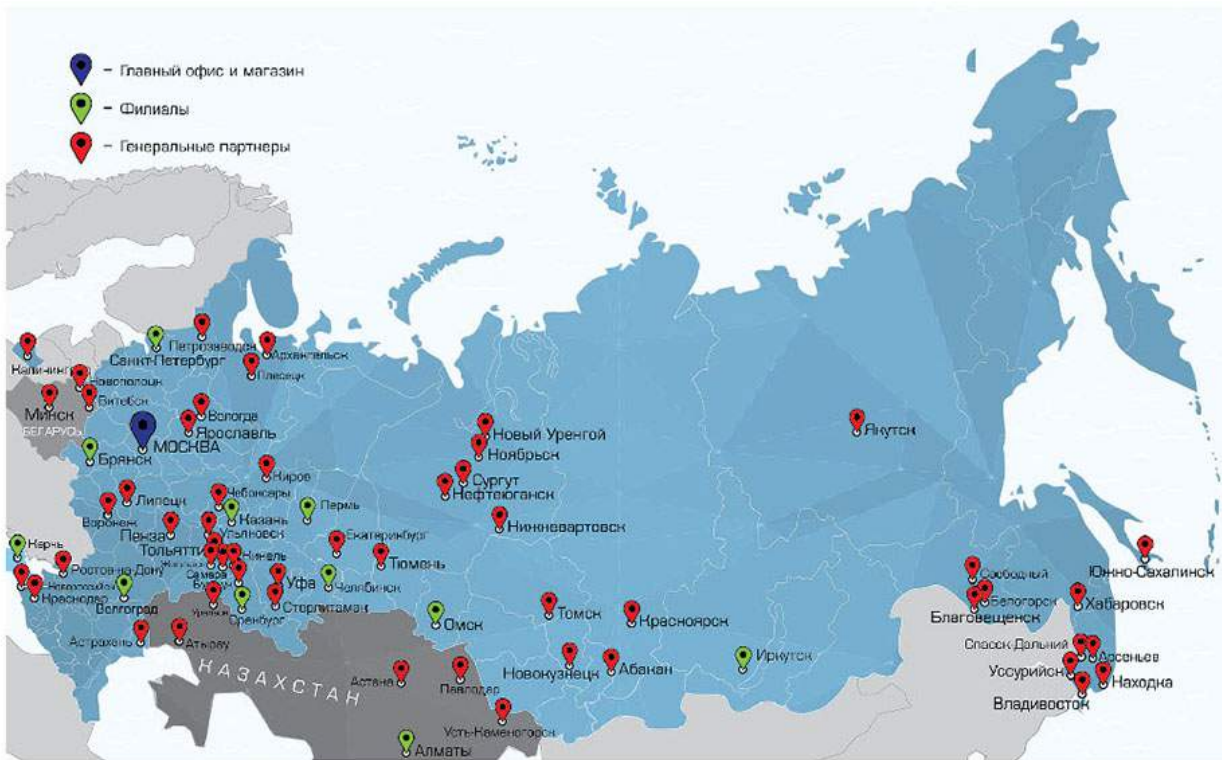 – Главный офис и магазин
– Филиалы
– Генеральные партнеры
Петрозаводск
Санкт-Петербург
Архангельск
Калининград
Плесецк
Новополоцк
Витебск
Минск
БЕЛАРУСЬ
Вологда
Ярославль
МОСКВА
Брянск
Новый Уренгой
Ноябрьск
Якутск
Киров
Сургут
Нефтеюганск
Липецк
Чебоксары
Воронеж
Казань
Пермь
Нижневартовск
Пенза
Ульяновск
Екатеринбург
Керчь
Тольятти
Кинель
Тюмень
Ростов-на-Дону
Самара
Южно-Сахалинск
Свободный
Новороссийск
Уфа
Челябинск
Краснодар
Волгоград
Белогорск
Хабаровск
Уральск
Стерлитамак
Оренбург
Томск
Красноярск
Благовещенск
Омск
Астрахань
Атырау
Спасск-Дальний
Арсеньев
Иркутск
КАЗАХСТАН
Новокузнецк
Абакан
Уссурийск
Астана
Павлодар
Находка
Владивосток
Усть-Каменогорск
Алматы